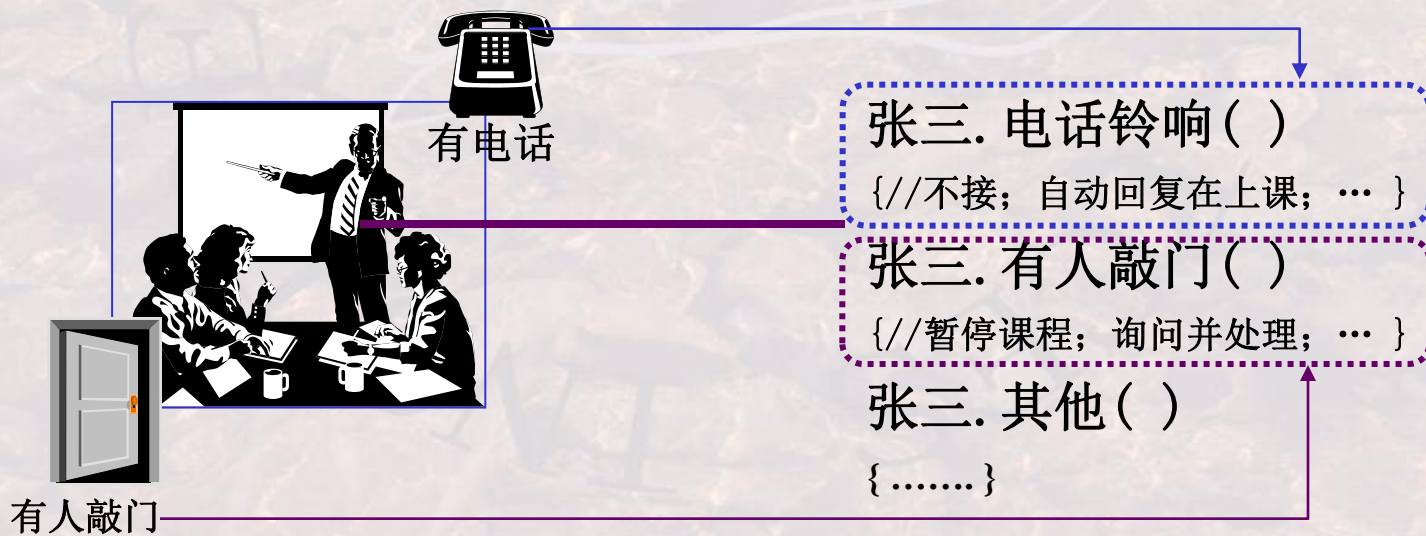 有电话
张三.电话铃响( )
{//不接；自动回复在上课；… }
张三.有人敲门( )
{//暂停课程；询问并处理；… }
张三.其他( )
{ ……. }
有人敲门